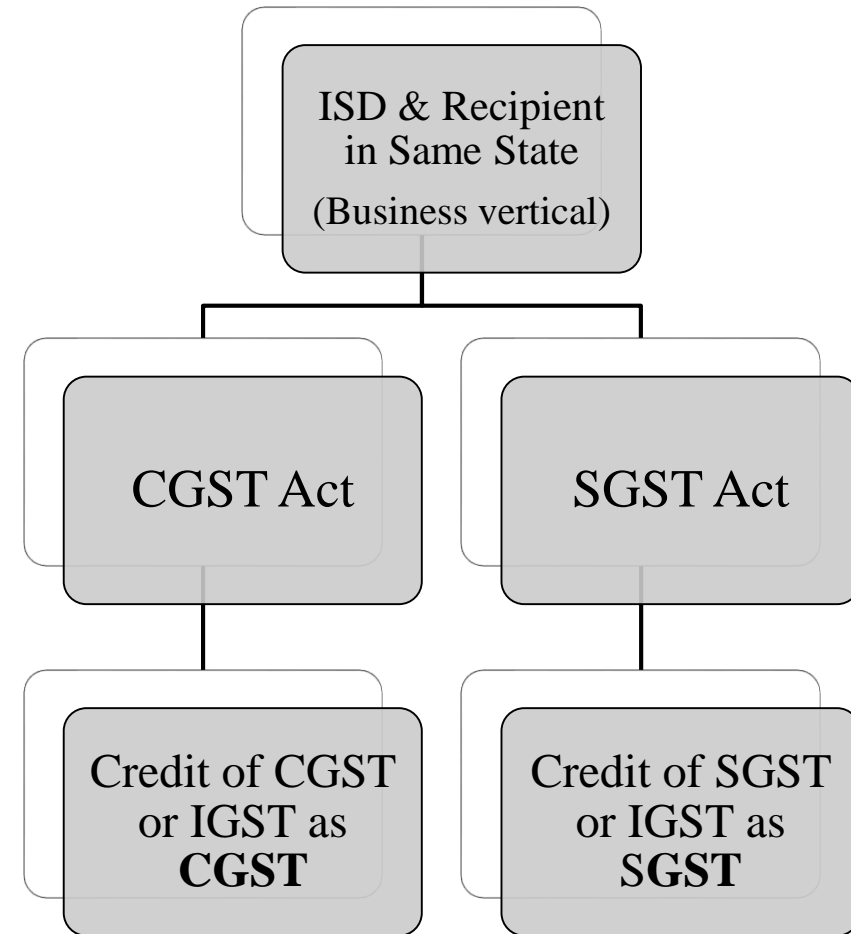 ISD & Recipient
in Same State
(Business vertical)
CGST Act
SGST Act
Credit of CGST
or IGST as
CGST
Credit of SGST
or IGST as
SGST